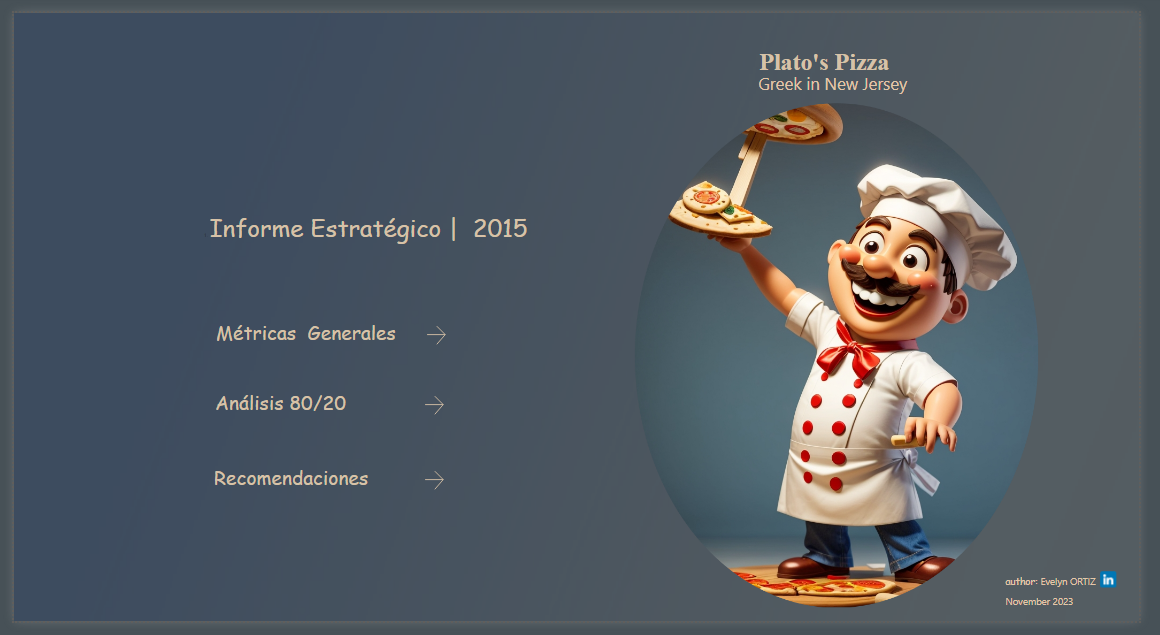 Plato's Pizza
Greek in New Jersey
Informe Estratégico | 2015
Métricas Generales
Análisis 80/20
Recomendaciones
author: Evelyn ORTIZ in
November 2023